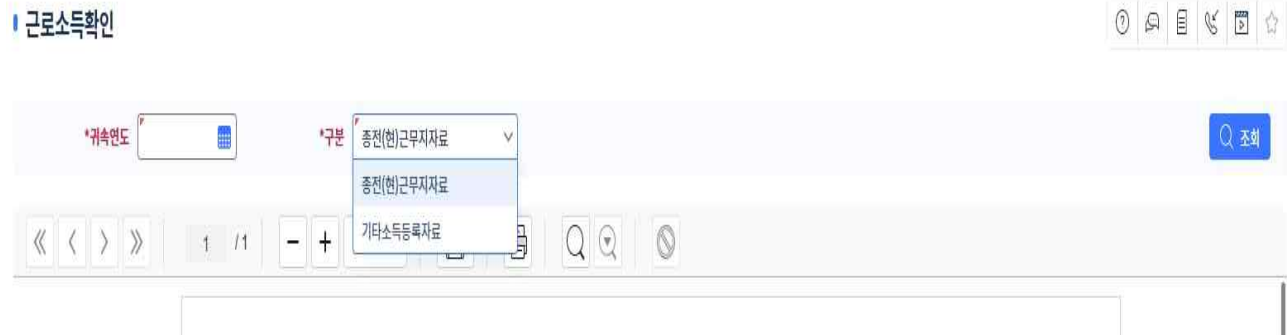 근로소득확인
*귀속연도
*구분 종전(현)근무지자료
조회
종전(현)근무지자료
기타소득등록자료
1 /1